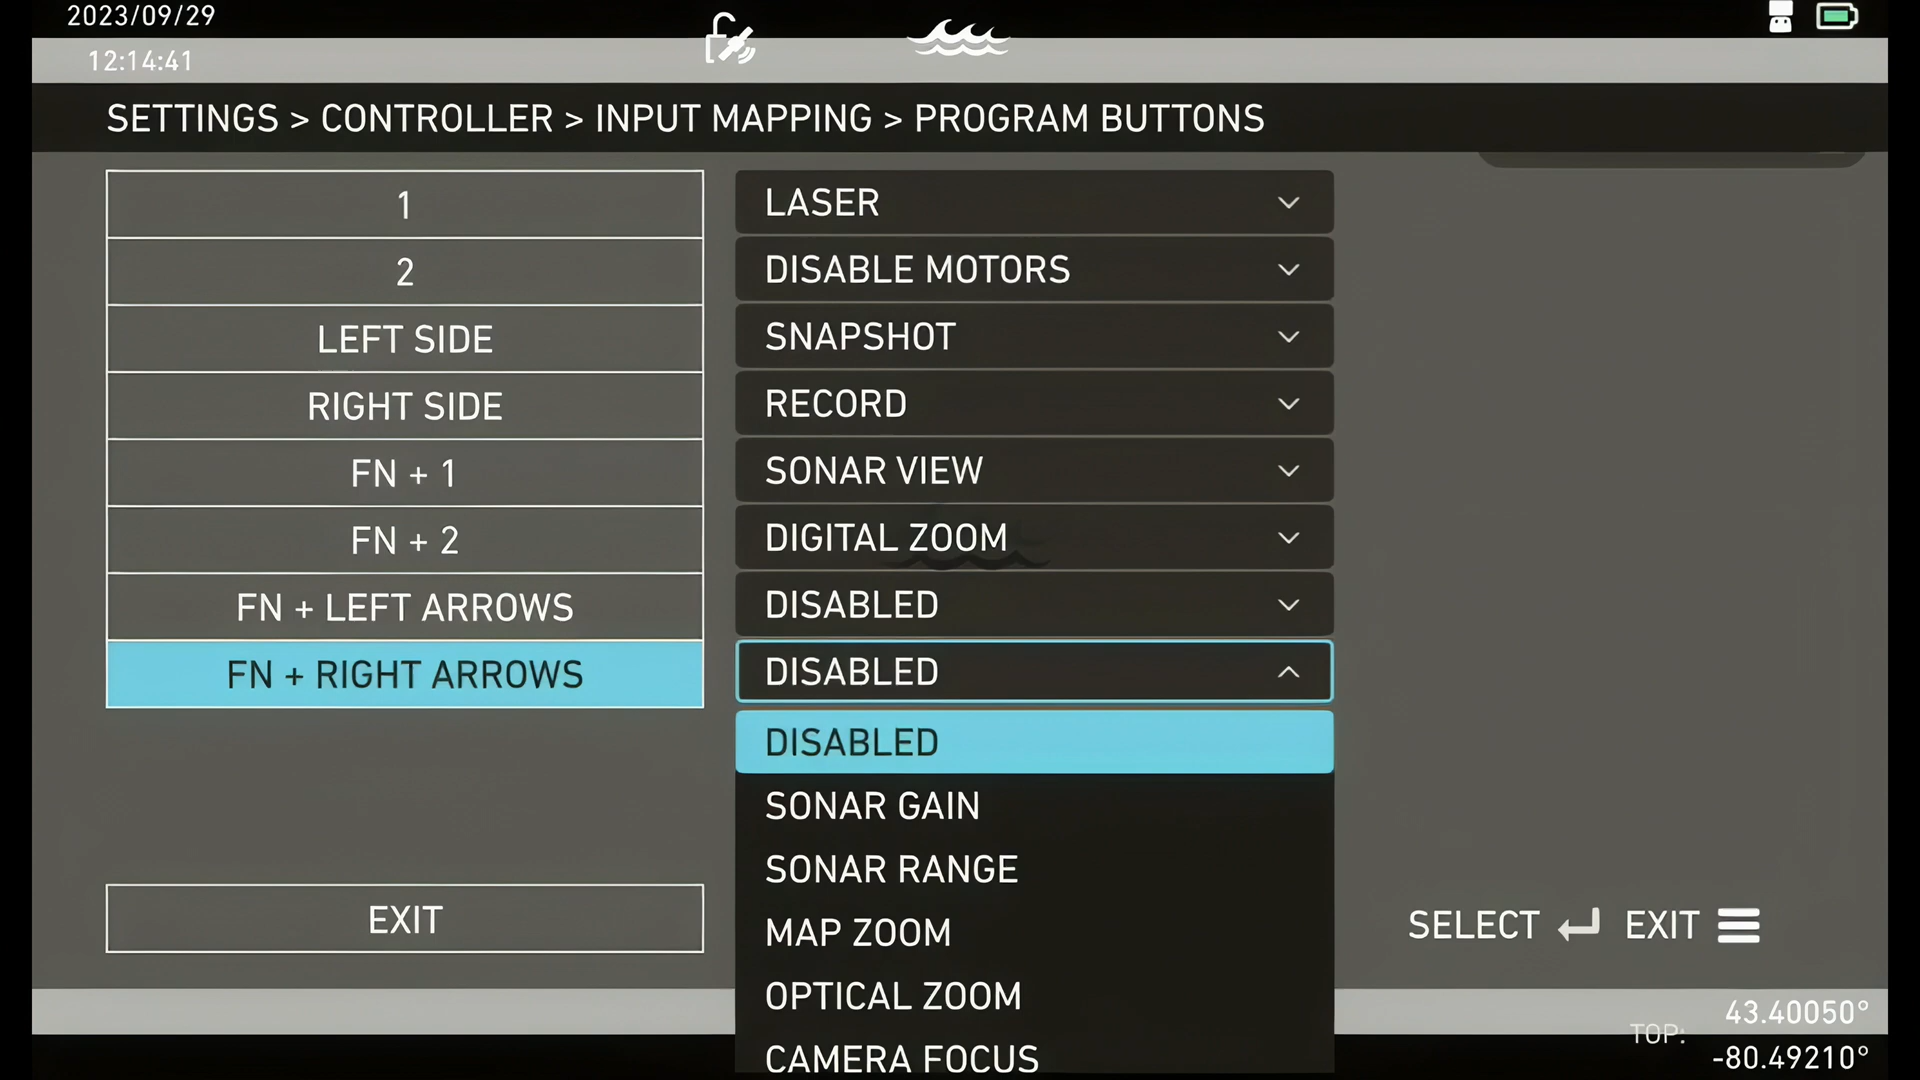 2023/09/29
12:14:41
SETTINGS > CONTROLLER > INPUT MAPPING > PROGRAM BUTTONS
1
LASER
2
DISABLE MOTORS
LEFT SIDE
SNAPSHOT
RIGHT SIDE
RECORD
FN + 1
SONAR VIEW
FN + 2
DIGITAL ZOOM
FN + LEFT ARROWS
DISABLED
FN + RIGHT ARROWS
DISABLED
DISABLED
SONAR GAIN
SONAR RANGE
MAP ZOOM
OPTICAL ZOOM
CAMERA FOCUS
EXIT
SELECT EXIT
TOP:
43.40050°
-80.49210°